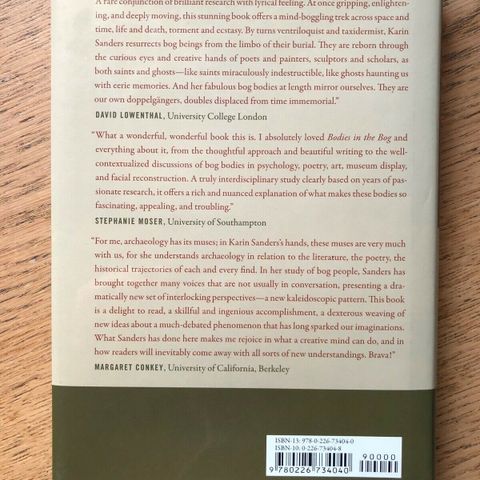 A rare conjunction of brilliant research with lyrical feeling. At once gripping, enlighten-
ing, and deeply moving, this stunning book offers a mind-boggling trek across space and
time, life and death, torment and ecstasy. By turns ventriloquist and taxidermist, Karin
Sanders resurrects bog beings from the limbo of their burial. They are reborn through
the curious eyes and creative hands of poets, sculptors and scholars, as
both saints and ghosts—like saints miraculously indestructible, like ghosts haunting us
with eerie memories. And her fabulous bog bodies at length mirror ourselves. They are
our own doppelgängers, doubles displaced from time immemorial.”
DAVID LOWENTHAL, University College London
“What a wonderful, wonderful book this is. I absolutely loved Bodies in the Bog and
everything about it, from the thoughtful approach and beautiful writing to the well-
contextualized discussions of bog bodies in psychology, poetry, art, museum display,
and facial reconstruction. A truly interdisciplinary study clearly based on years of pas-
sionate research, it offers a rich and nuanced explanation of what makes these bodies so
fascinating, appealing, and troubling.”
STEPHANIE MOSER, University of Southampton
“For me, archaeology has its muses; in Karin Sanders's hands, these muses are very much
with us, for she understands archaeology in relation to the literature, the poetry, the
historical trajectories of each and every find. In her study of bog people, Sanders has
brought together many voices that are not usually in conversation, presenting a dra-
matically new set of interlocking perspectives—a new kaleidoscopic pattern. This book
is a delight to read, a skillful and ingenious accomplishment, a dexterous weaving of
new ideas about a much-debated phenomenon that has long sparked our imaginations.
What Sanders has done here makes me rejoice in what a creative mind can do, and in
how readers will inevitably come away with all sorts of new understandings. Brava!”
MARGARET CONKEY, University of California, Berkeley
ISBN-13: 978-0-226-73404-0
ISBN-10: 0-226-73404-8
90000
9 780226 734040